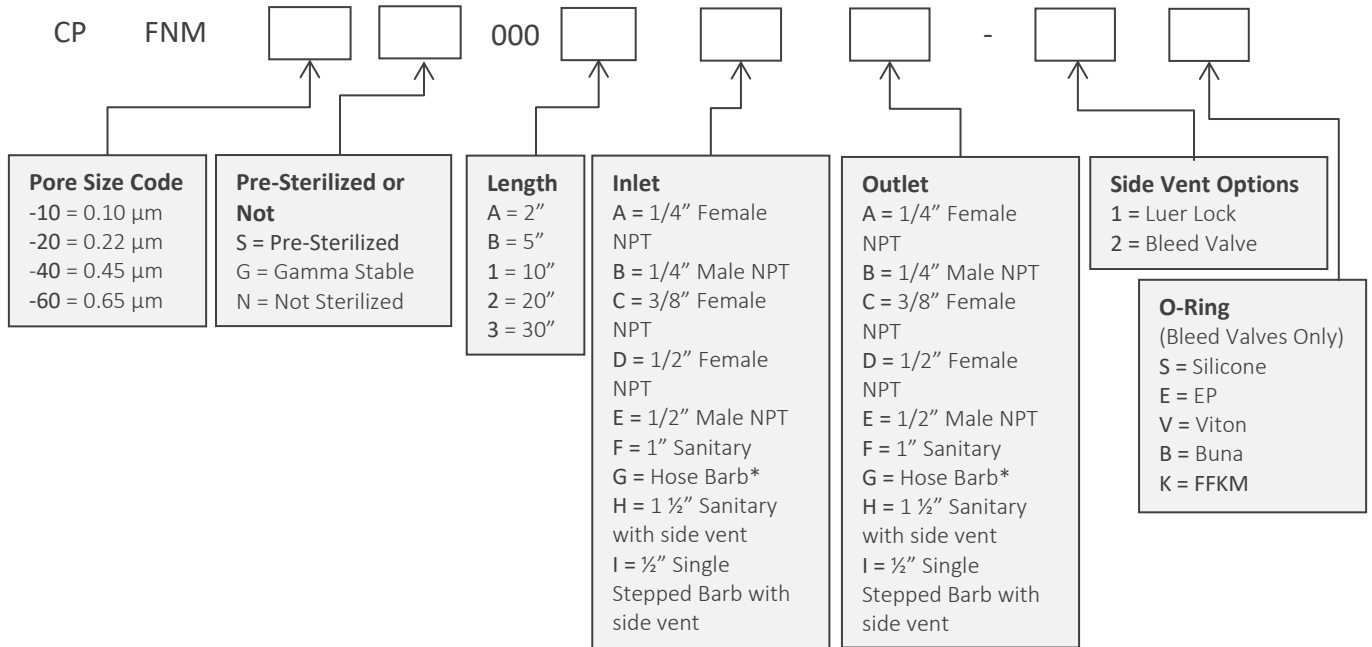 CP FNM 000 -
Pore Size Code
-10 = 0.10 µm
-20 = 0.22 µm
-40 = 0.45 µm
-60 = 0.65 µm
Pre-Sterilized or
Not
S = Pre-Sterilized
G = Gamma Stable
N = Not Sterilized
Length
A = 2”
B = 5”
1 = 10”
2 = 20”
3 = 30”
Inlet
A = 1/4” Female
NPT
B = 1/4” Male NPT
C = 3/8” Female
NPT
D = 1/2” Female
NPT
E = 1/2” Male NPT
F = 1” Sanitary
G = Hose Barb*
H = 1 ½” Sanitary
with side vent
I = ½” Single
Stepped Barb with
side vent
Outlet
A = 1/4” Female
NPT
B = 1/4” Male NPT
C = 3/8” Female
NPT
D = 1/2” Female
NPT
E = 1/2” Male NPT
F = 1” Sanitary
G = Hose Barb*
H = 1 ½” Sanitary
with side vent
I = ½” Single
Stepped Barb with
side vent
Side Vent Options
1 = Luer Lock
2 = Bleed Valve
O-Ring
(Bleed Valves Only)
S = Silicone
E = EP
V = Viton
B = Buna
K = FFKM